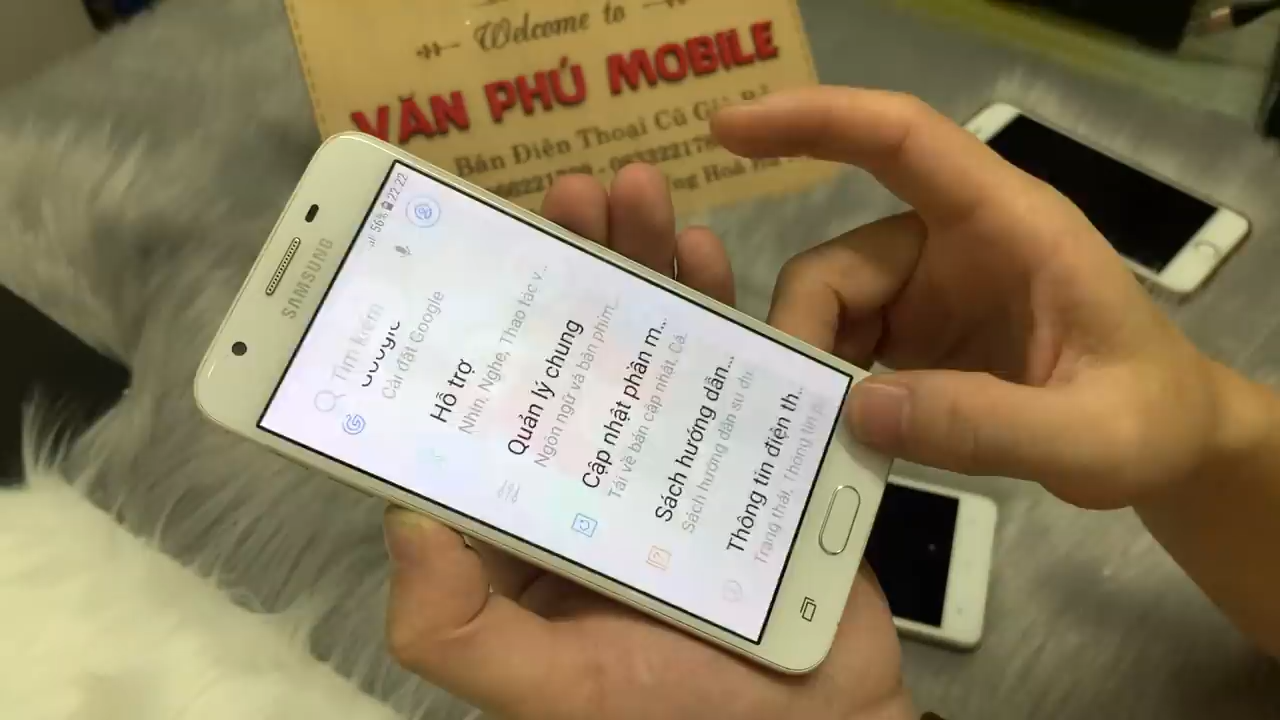 Welcome to
VĂN PHÚ MOBILE
Bán Điện Thoại Cũ Giá Rẻ
SAMSUNG
56% 22:22
Tìm kiếm
Google
Cài đặt Google
Hỗ trợ
Nhìn, Nghe, Thao tác v...
Quản lý chung
Ngôn ngữ và bàn phím,...
Cập nhật phần m...
Tải về bản cập nhật, Cà
Sách hướng dẫn...
Sách hướng dẫn sử dụ
Thông tin điện th...
Trạng thái, Thông tin p